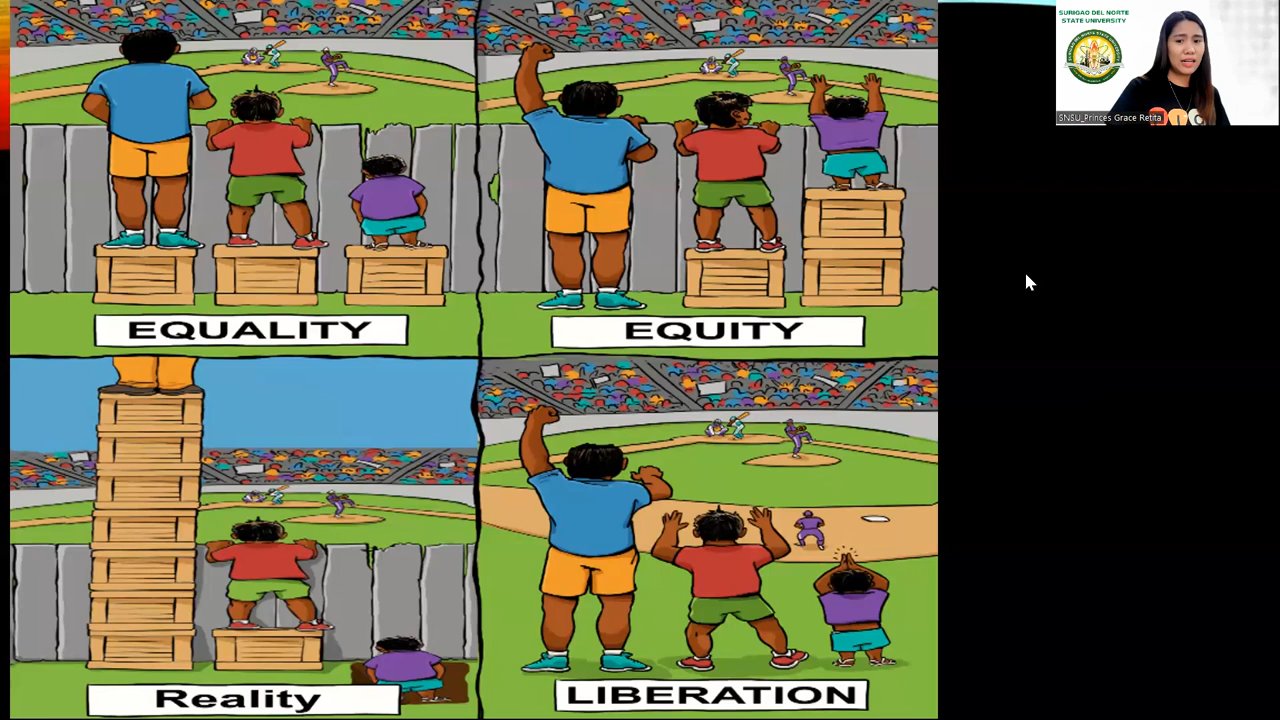 SURIGAO DEL NORTE
STATE UNIVERSITY
SNSU_Princes Grace Retita
EQUALITY
EQUITY
Reality
LIBERATION